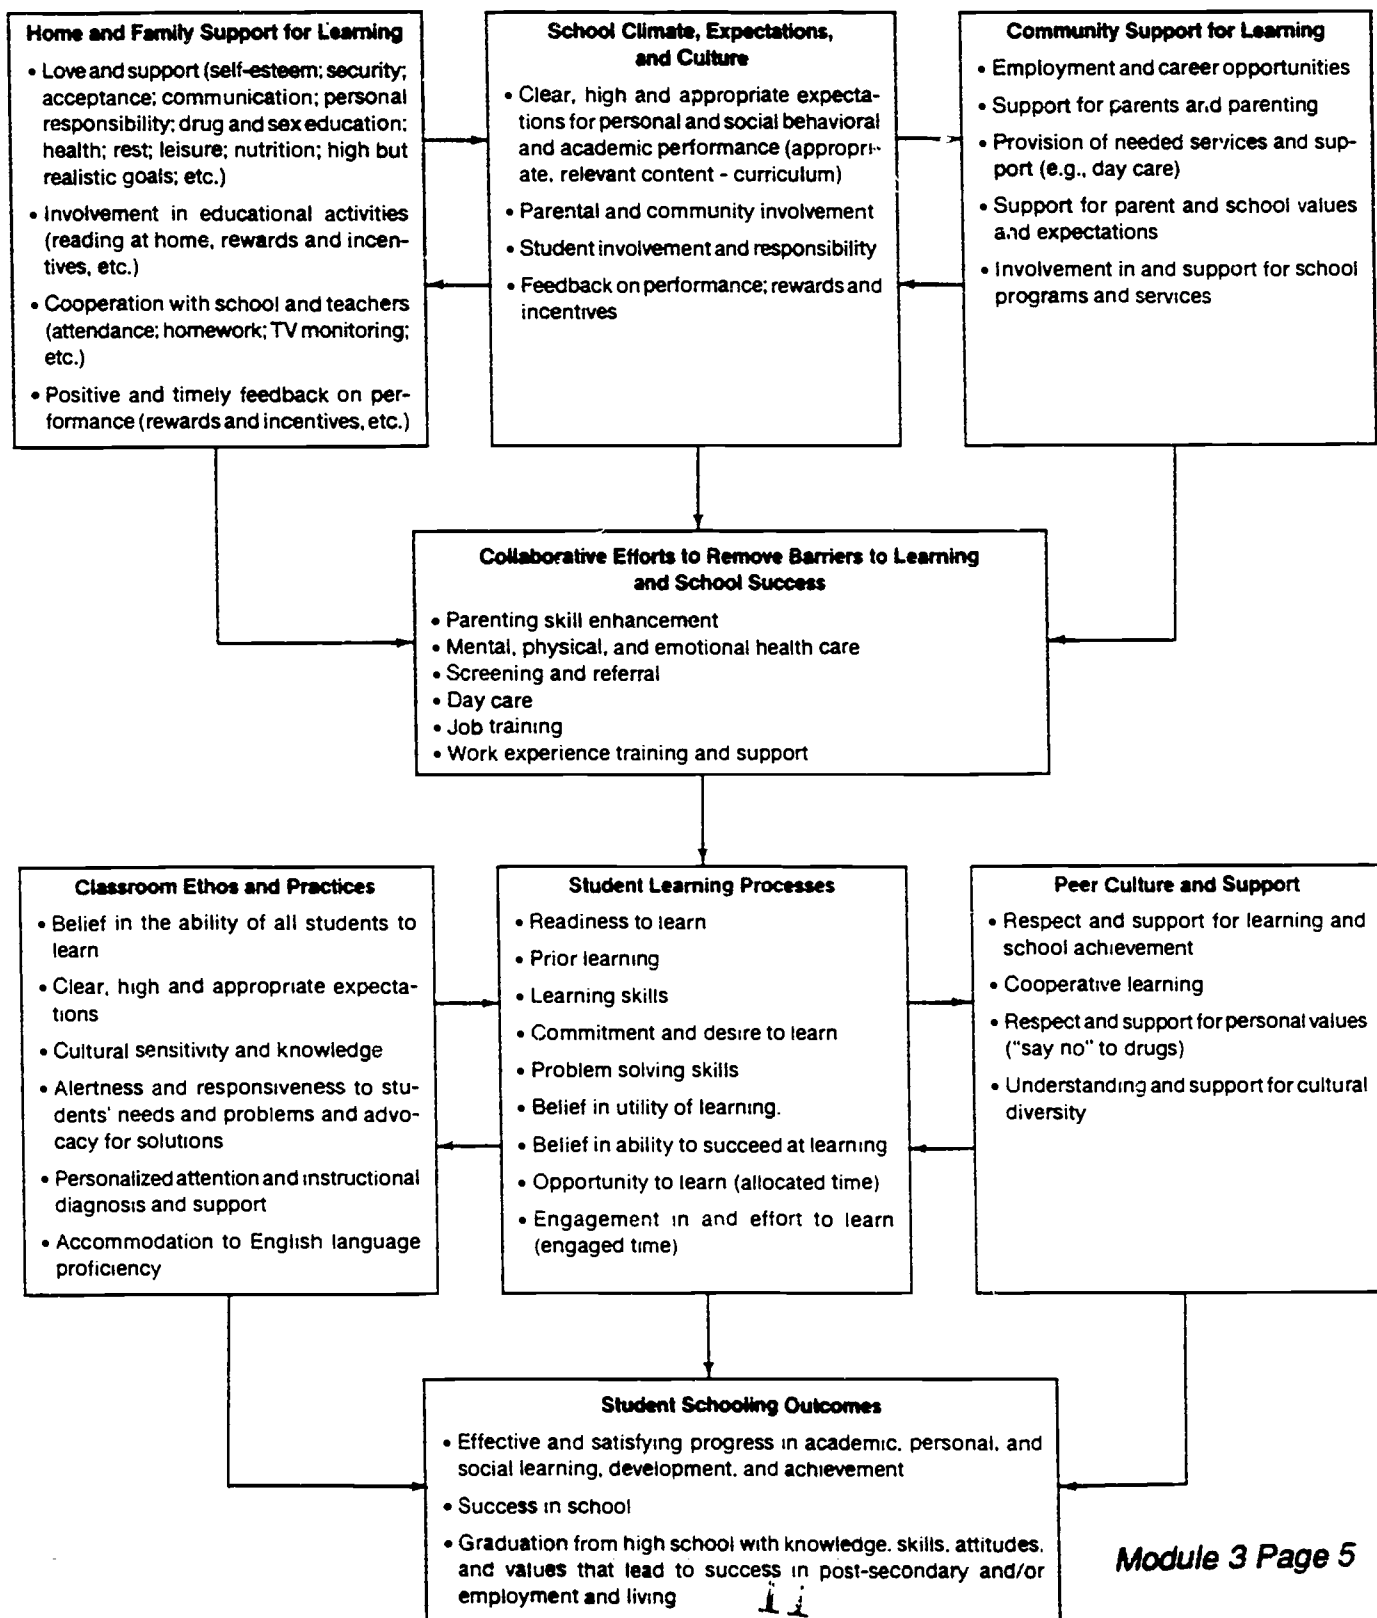 Home and Family Support for Learning
• Love and support (self-esteem; security;
acceptance; communication; personal
responsibility; drug and sex education;
health; rest; leisure; nutrition; high but
realistic goals; etc.)
• Involvement in educational activities
(reading at home, rewards and incen-
tives, etc.)
• Cooperation with school and teachers
(attendance; homework; TV monitoring;
etc.)
• Positive and timely feedback on per-
formance (rewards and incentives, etc.)
School Climate, Expectations,
and Culture
• Clear, high and appropriate expecta-
tions for personal and social behavioral
and academic performance (appropri-
ate, relevant content - curriculum)
• Parental and community involvement
• Student involvement and responsibility
• Feedback on performance; rewards and
incentives
Community Support for Learning
• Employment and career opportunities
• Support for parents and parenting
• Provision of needed services and sup-
port (e.g., day care)
• Support for parent and school values
and expectations
• Involvement in and support for school
programs and services
Collaborative Efforts to Remove Barriers to Learning
and School Success
• Parenting skill enhancement
• Mental, physical, and emotional health care
• Screening and referral
• Day care
• Job training
• Work experience training and support
Classroom Ethos and Practices
• Belief in the ability of all students to
learn
• Clear, high and appropriate expecta-
tions
• Cultural sensitivity and knowledge
• Alertness and responsiveness to stu-
dents' needs and problems and advo-
cacy for solutions
• Personalized attention and instructional
diagnosis and support
• Accommodation to English language
proficiency
Student Learning Processes
• Readiness to learn
• Prior learning
• Learning skills
• Commitment and desire to learn
• Problem solving skills
• Belief in utility of learning.
• Belief in ability to succeed at learning
• Opportunity to learn (allocated time)
• Engagement in and effort to learn
(engaged time)
Peer Culture and Support
• Respect and support for learning and
school achievement
• Cooperative learning
• Respect and support for personal values
("say no" to drugs)
• Understanding and support for cultural
diversity
Student Schooling Outcomes
• Effective and satisfying progress in academic, personal, and
social learning, development, and achievement
• Success in school
• Graduation from high school with knowledge, skills, attitudes,
and values that lead to success in post-secondary and/or
employment and living
Module 3 Page 5